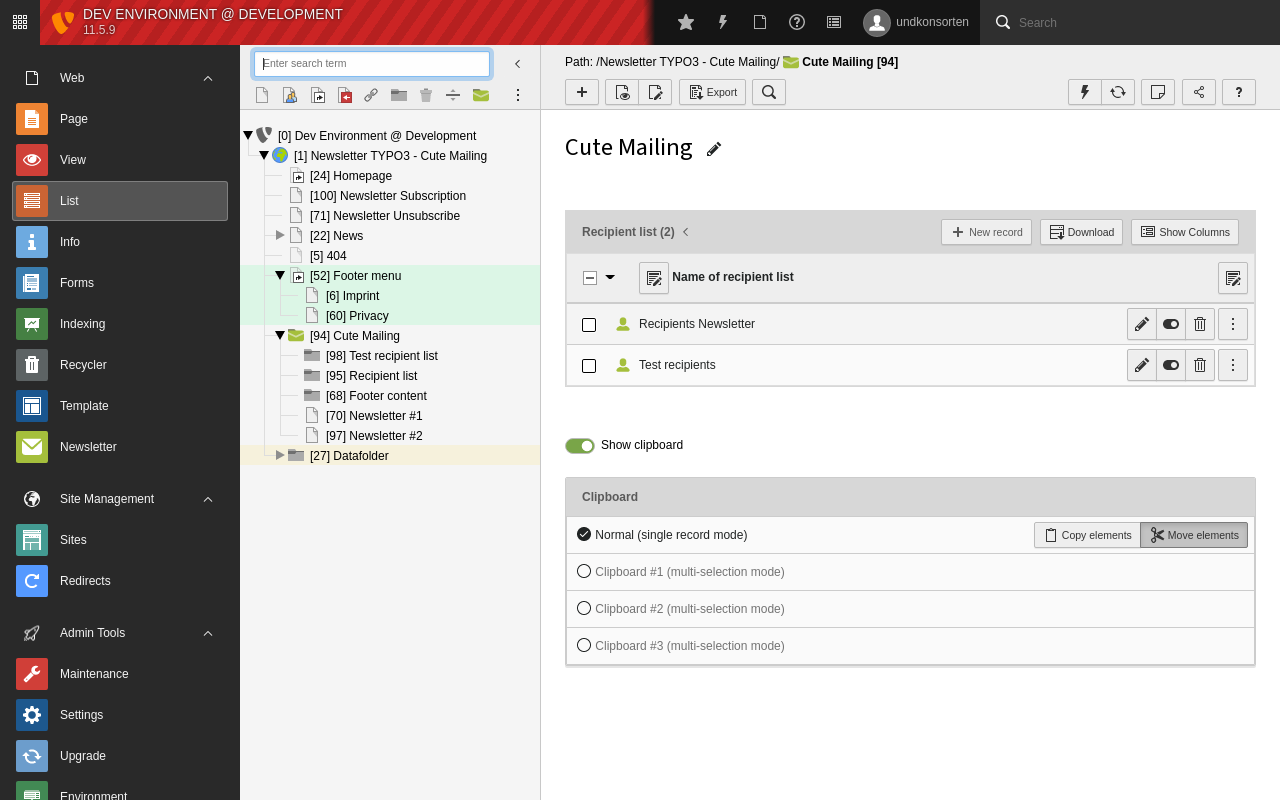 DEV ENVIRONMENT @ DEVELOPMENT
11.5.9
undkonsorten
Search
Web
Page
View
List
Info
Forms
Indexing
Recycler
Template
Newsletter
Site Management
Sites
Redirects
Admin Tools
Maintenance
Settings
Upgrade
Environment
Enter search term
[0] Dev Environment @ Development
[1] Newsletter TYPO3 - Cute Mailing
[24] Homepage
[100] Newsletter Subscription
[71] Newsletter Unsubscribe
[22] News
[5] 404
[52] Footer menu
[6] Imprint
[60] Privacy
[94] Cute Mailing
[98] Test recipient list
[95] Recipient list
[68] Footer content
[70] Newsletter #1
[97] Newsletter #2
[27] Datafolder
Path: /Newsletter TYPO3 - Cute Mailing/ Cute Mailing [94]
Export
?
Cute Mailing
Recipient list (2)
New record
Download
Show Columns
Name of recipient list
Recipients Newsletter
Test recipients
Show clipboard
Clipboard
Normal (single record mode)
Copy elements
Move elements
Clipboard #1 (multi-selection mode)
Clipboard #2 (multi-selection mode)
Clipboard #3 (multi-selection mode)